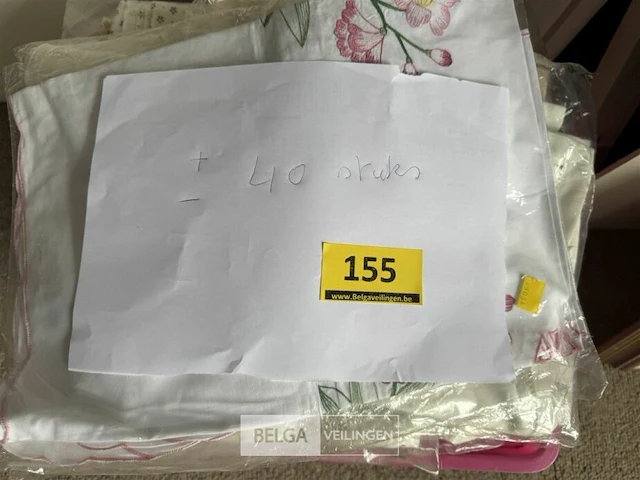 ± 40 stuks
155
www.Belgaveilingen.be
BELGA VEILINGEN